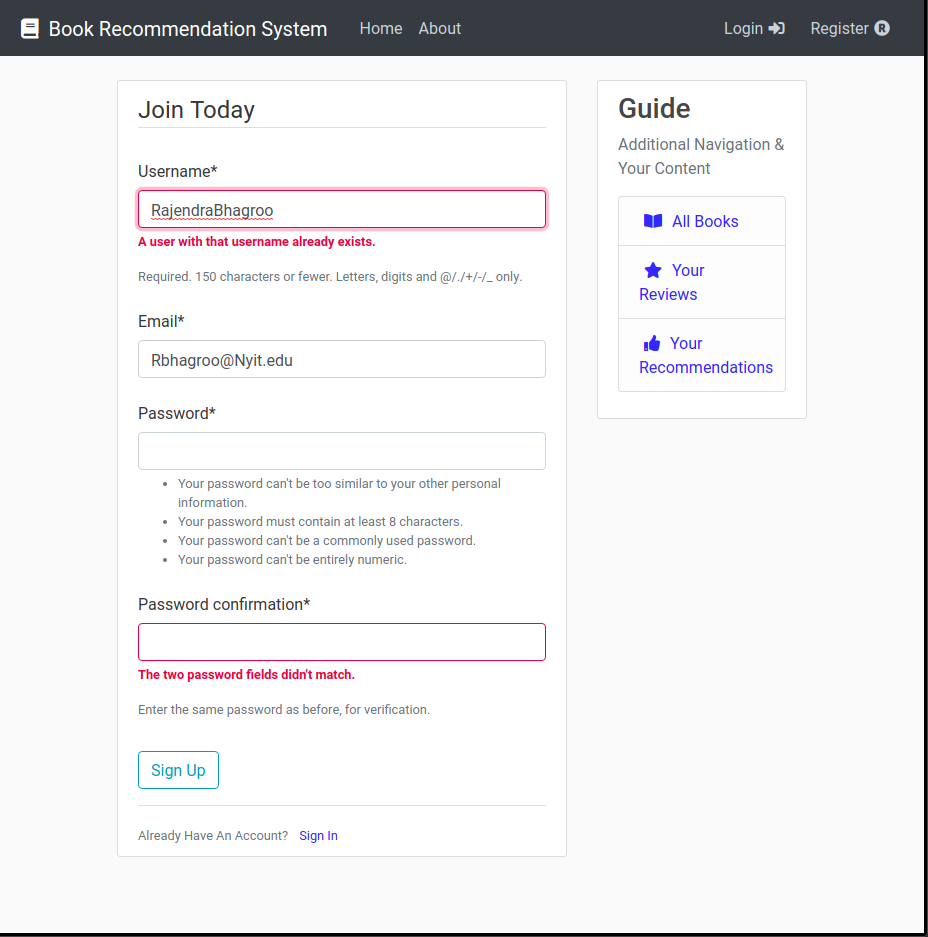 Book Recommendation System Home About Login Register R
Join Today
Username*
RajendraBhagroo
A user with that username already exists.
Required. 150 characters or fewer. Letters, digits and @/./+/-/_ only.
Email*
Rbhagroo@Nyit.edu
Password*
Your password can't be too similar to your other personal
information.
Your password must contain at least 8 characters.
Your password can't be a commonly used password.
Your password can't be entirely numeric.
Password confirmation*
The two password fields didn't match.
Enter the same password as before, for verification.
Sign Up
Already Have An Account? Sign In
Guide
Additional Navigation &
Your Content
All Books
Your
Reviews
Your
Recommendations